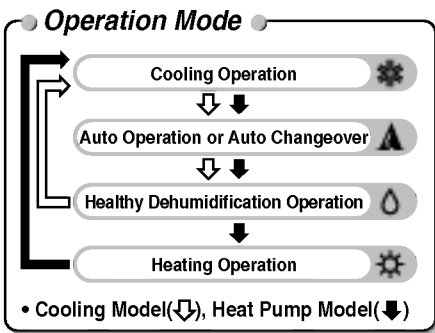 Operation Mode
Cooling Operation
Auto Operation or Auto Changeover
Healthy Dehumidification Operation
Heating Operation
• Cooling Model(⇩), Heat Pump Model(⬇)